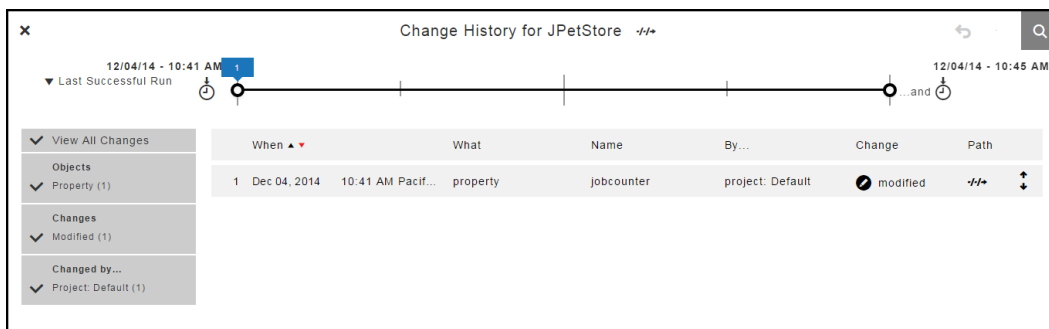 Change History for JPetStore
12/04/14 - 10:41 AM
1
12/04/14 - 10:45 AM
Last Successful Run
...and
View All Changes
When What Name By... Change Path
Objects
Property (1)
1 Dec 04, 2014 10:41 AM Pacif... property jobcounter project: Default modified
Changes
Modified (1)
Changed by...
Project: Default (1)